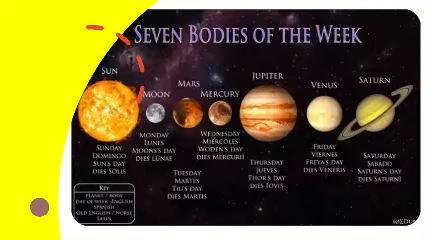 SEVEN BODIES OF THE WEEK
SUN
MOON
MARS
MERCURY
JUPITER
VENUS
SATURN
SUNDAY
DOMINGO
SUN'S DAY
DIES SŌLIS
MONDAY
LUNES
MOON'S DAY
DIES LŪNAE
TUESDAY
MARTES
TIU'S DAY
DIES MARTIS
WEDNESDAY
MIÉRCOLES
WODEN'S DAY
DIES MERCURIĪ
THURSDAY
JUEVES
THOR'S DAY
DIES IOVIS
FRIDAY
VIERNES
FREYA'S DAY
DIES VENERIS
SATURDAY
SABADO
SATURN'S DAY
DIES SATURNĪ
KEY
PLANET / BODY
DAY OF WEEK -ENGLISH
SPANISH
OLD ENGLISH / NORSE
LATIN